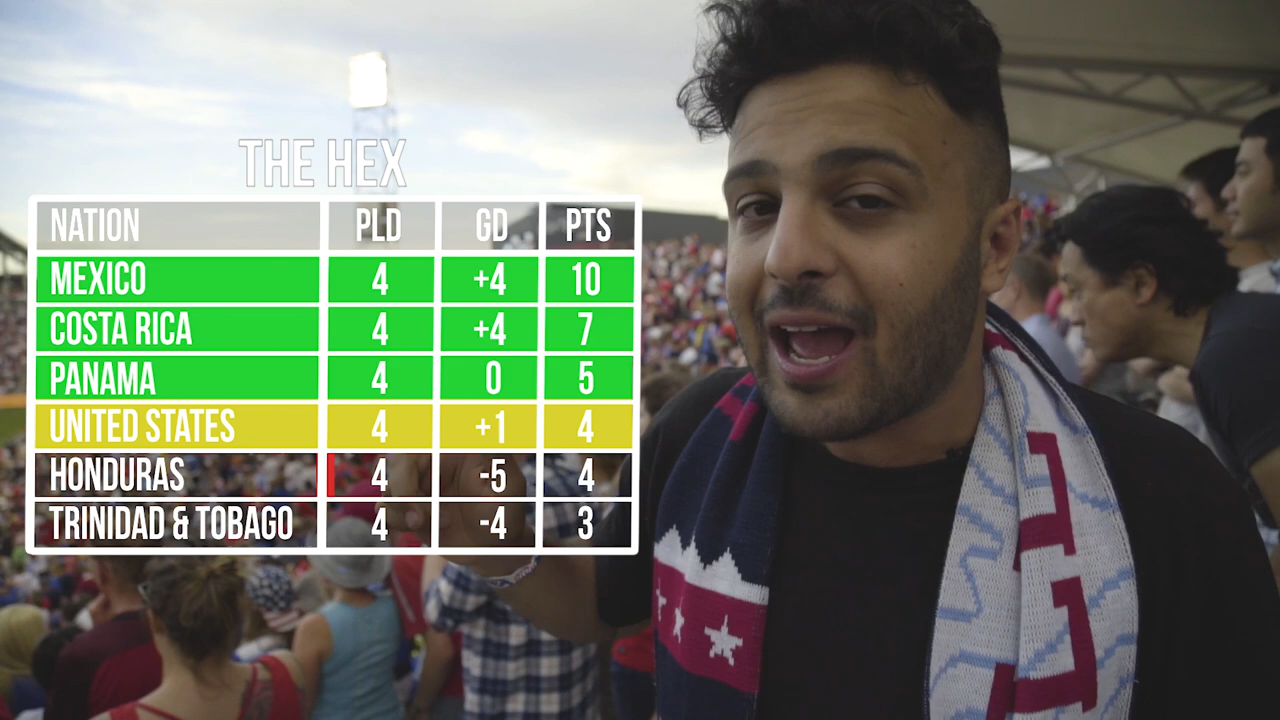 THE HEX
NATION PLD GD PTS
MEXICO 4 +4 10
COSTA RICA 4 +4 7
PANAMA 4 0 5
UNITED STATES 4 +1 4
HONDURAS 4 -5 4
TRINIDAD & TOBAGO 4 -4 3